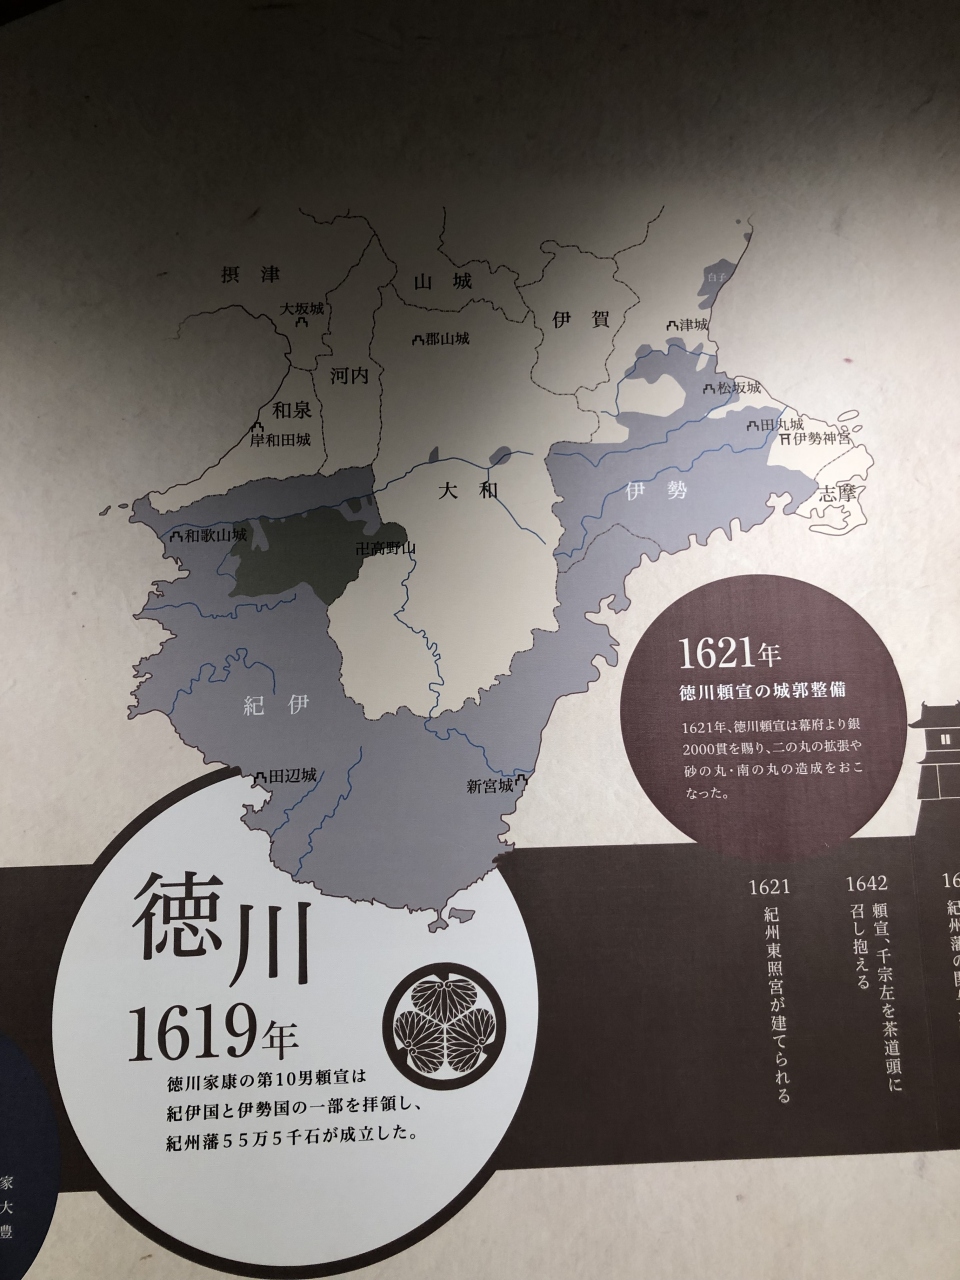 摂津
山城
伊賀
白子
大坂城
郡山城
津城
河内
松坂城
和泉
田丸城
岸和田城
伊勢神宮
大和
伊勢
志摩
和歌山城
卍高野山
紀伊
田辺城
新宮城
1621年
徳川頼宣の城郭整備
1621年、徳川頼宣は幕府より銀
2000貫を賜り、二の丸の拡張や
砂の丸・南の丸の造成をおこ
なった。
徳川
1619年
徳川家康の第10男頼宣は
紀伊国と伊勢国の一部を拝領し、
紀州藩55万5千石が成立した。
1621
紀州東照宮が建てられる
1642
頼宣、千宗左を茶道頭に
召し抱える
16
紀州藩の
家
大
豊